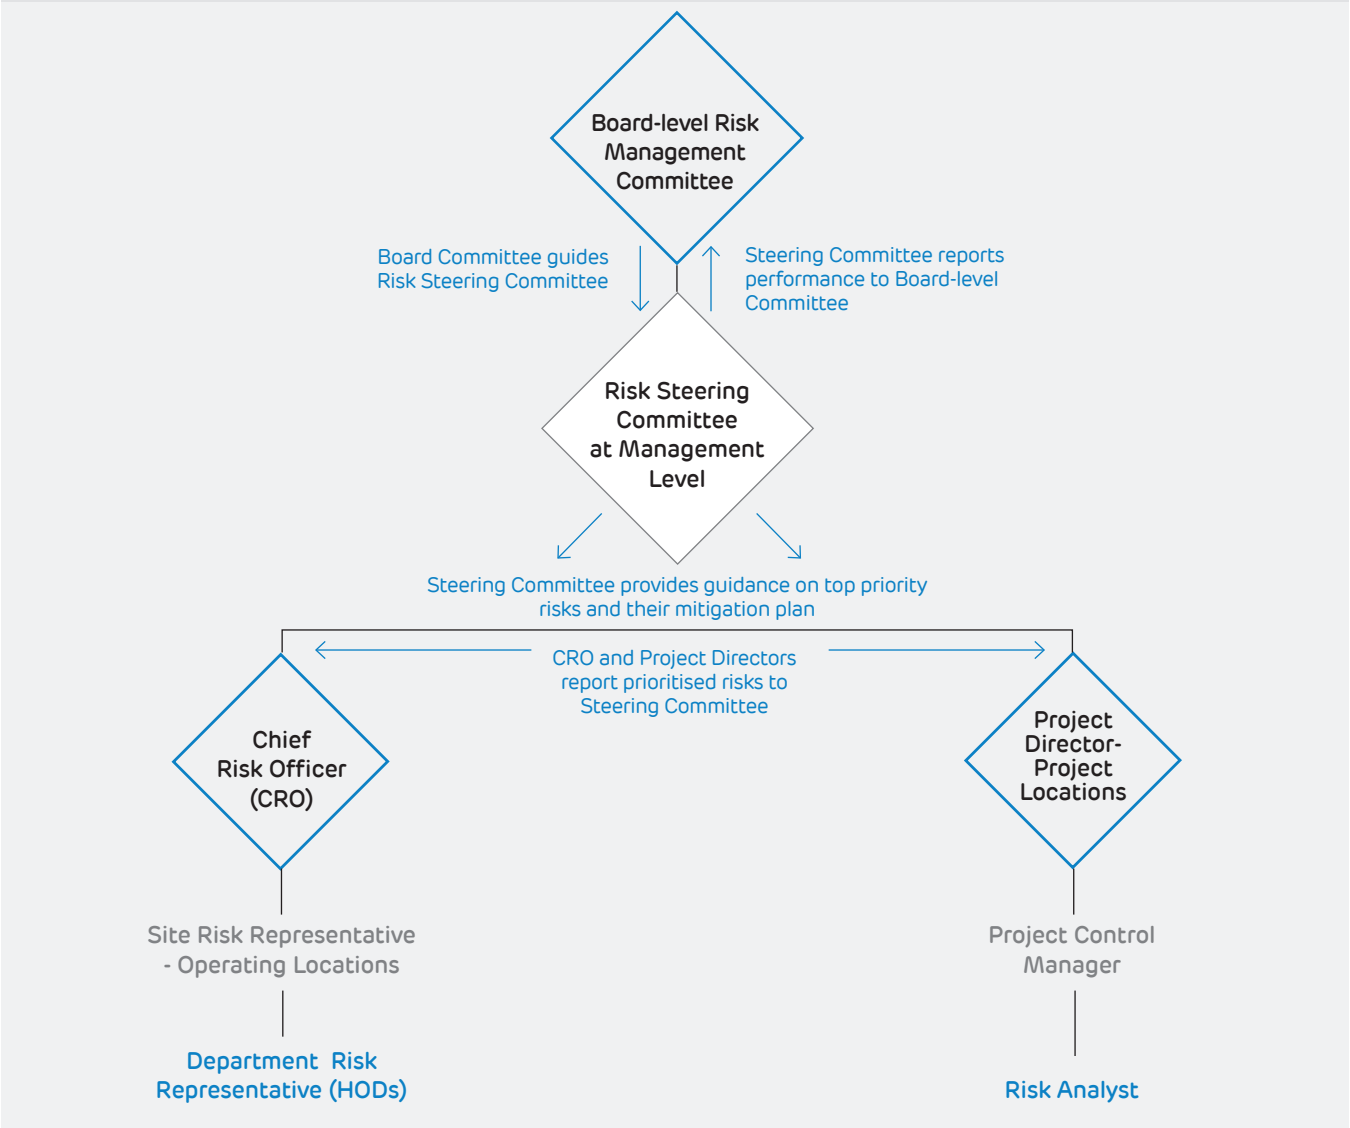 Board-level Risk
Management
Committee
Board Committee guides
Risk Steering Committee
Steering Committee reports
performance to Board-level
Committee
Risk Steering
Committee
at Management
Level
Steering Committee provides guidance on top priority
risks and their mitigation plan
CRO and Project Directors
report prioritised risks to
Steering Committee
Chief
Risk Officer
(CRO)
Project
Director-
Project
Locations
Site Risk Representative
- Operating Locations
Project Control
Manager
Department Risk
Representative (HODs)
Risk Analyst